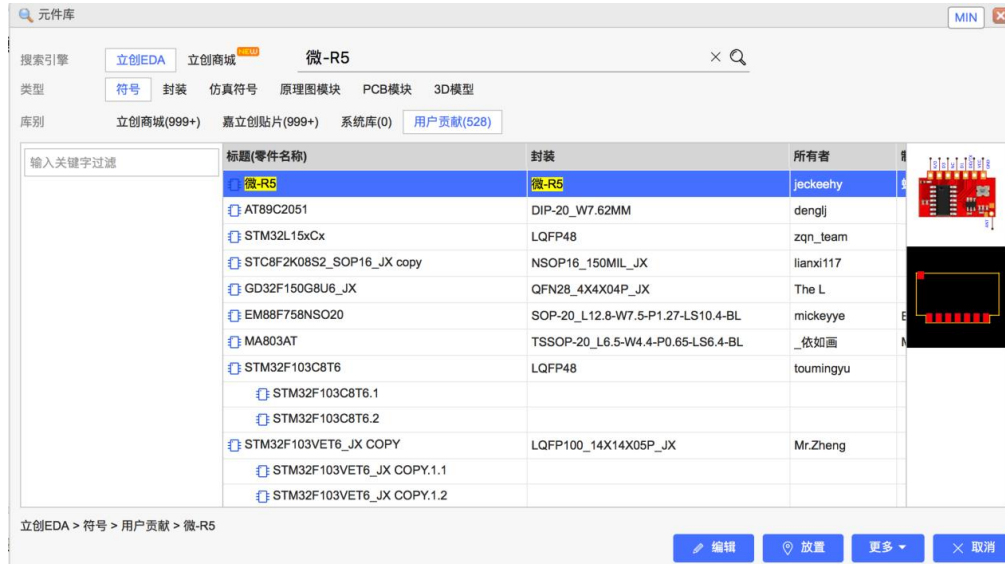 元件库 MIN
搜索引擎 立创EDA 立创商城 NEW 微-R5
类型 符号 封装 仿真符号 原理图模块 PCB模块 3D模型
库别 立创商城(999+) 嘉立创贴片(999+) 系统库(0) 用户贡献(528)
输入关键字过滤
标题(零件名称) 封装 所有者
微-R5 微-R5 jeckeehy
AT89C2051 DIP-20_W7.62MM denglj
STM32L15xCx LQFP48 zqn_team
STC8F2K08S2_SOP16_JX copy NSOP16_150MIL_JX lianxi117
GD32F150G8U6_JX QFN28_4X4X04P_JX The L
EM88F758NSO20 SOP-20_L12.8-W7.5-P1.27-LS10.4-BL mickeyye
MA803AT TSSOP-20_L6.5-W4.4-P0.65-LS6.4-BL _依如画
STM32F103C8T6 LQFP48 toumingyu
STM32F103C8T6.1
STM32F103C8T6.2
STM32F103VET6_JX COPY LQFP100_14X14X05P_JX Mr.Zheng
STM32F103VET6_JX COPY.1.1
STM32F103VET6_JX COPY.1.2
立创EDA > 符号 > 用户贡献 > 微-R5
编辑 放置 更多 取消